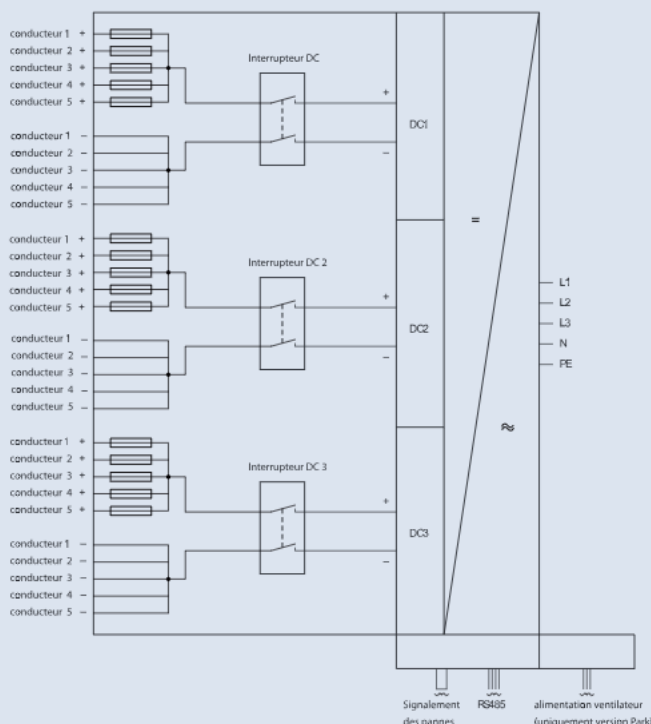 conducteur 1 +
conducteur 2 +
conducteur 3 +
conducteur 4 +
conducteur 5 +
Interrupteur DC
+
DC1
conducteur 1 –
conducteur 2 –
conducteur 3 –
conducteur 4 –
conducteur 5 –
–
=
conducteur 1 +
conducteur 2 +
conducteur 3 +
conducteur 4 +
conducteur 5 +
Interrupteur DC 2
+
DC2
conducteur 1 –
conducteur 2 –
conducteur 3 –
conducteur 4 –
conducteur 5 –
–
L1
L2
L3
N
PE
≈
conducteur 1 +
conducteur 2 +
conducteur 3 +
conducteur 4 +
conducteur 5 +
Interrupteur DC 3
+
DC3
conducteur 1 –
conducteur 2 –
conducteur 3 –
conducteur 4 –
conducteur 5 –
–
Signalement
des pannes
RS485
alimentation ventilateur
(uniquement version Park